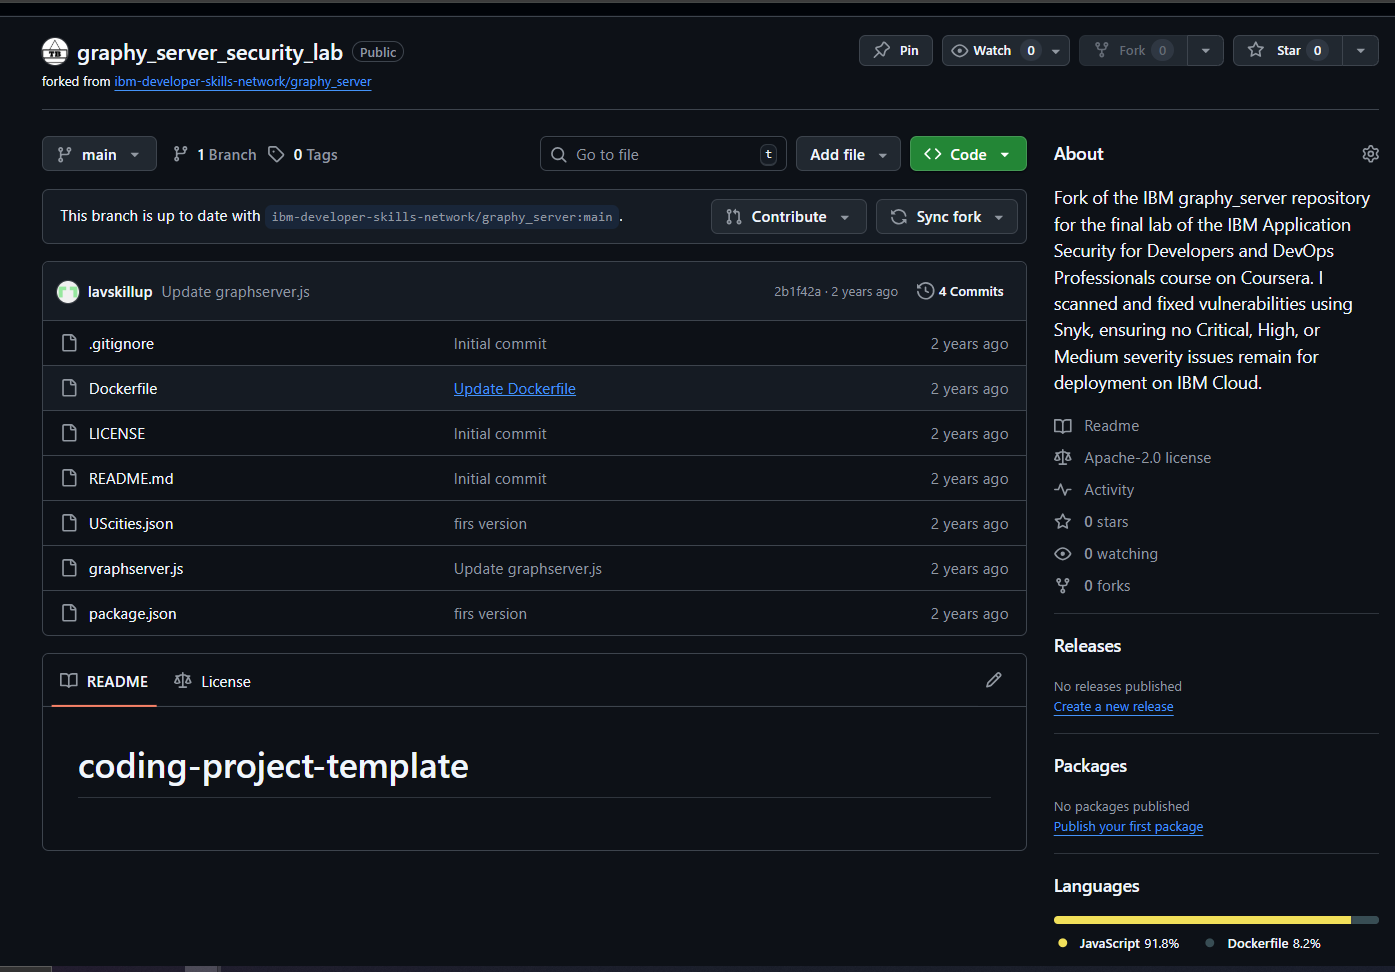 graphy_server_security_lab Public
Pin Watch 0 Fork 0 Star 0
forked from ibm-developer-skills-network/graphy_server
main 1 Branch 0 Tags Go to file t Add file Code
This branch is up to date with ibm-developer-skills-network/graphy_server:main .
Contribute Sync fork
lavskillup Update graphserver.js 2b1f42a · 2 years ago 4 Commits
.gitignore Initial commit 2 years ago
Dockerfile Update Dockerfile 2 years ago
LICENSE Initial commit 2 years ago
README.md Initial commit 2 years ago
UScities.json firs version 2 years ago
graphserver.js Update graphserver.js 2 years ago
package.json firs version 2 years ago
README License
coding-project-template
About
Fork of the IBM graphy_server repository
for the final lab of the IBM Application
Security for Developers and DevOps
Professionals course on Coursera. I
scanned and fixed vulnerabilities using
Snyk, ensuring no Critical, High, or
Medium severity issues remain for
deployment on IBM Cloud.
Readme
Apache-2.0 license
Activity
0 stars
0 watching
0 forks
Releases
No releases published
Create a new release
Packages
No packages published
Publish your first package
Languages
JavaScript 91.8% Dockerfile 8.2%